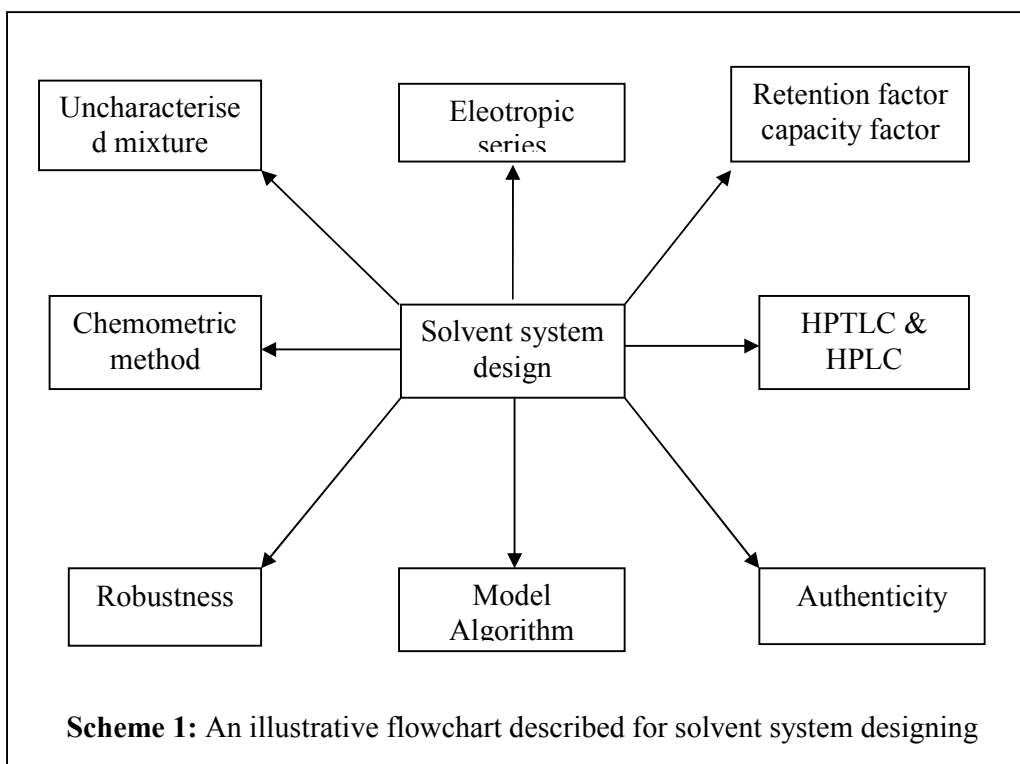 Uncharacterise
d mixture
Eleotropic
series
Retention factor
capacity factor
Chemometric
method
Solvent system
design
HPTLC &
HPLC
Robustness
Model
Algorithm
Authenticity
Scheme 1: An illustrative flowchart described for solvent system designing